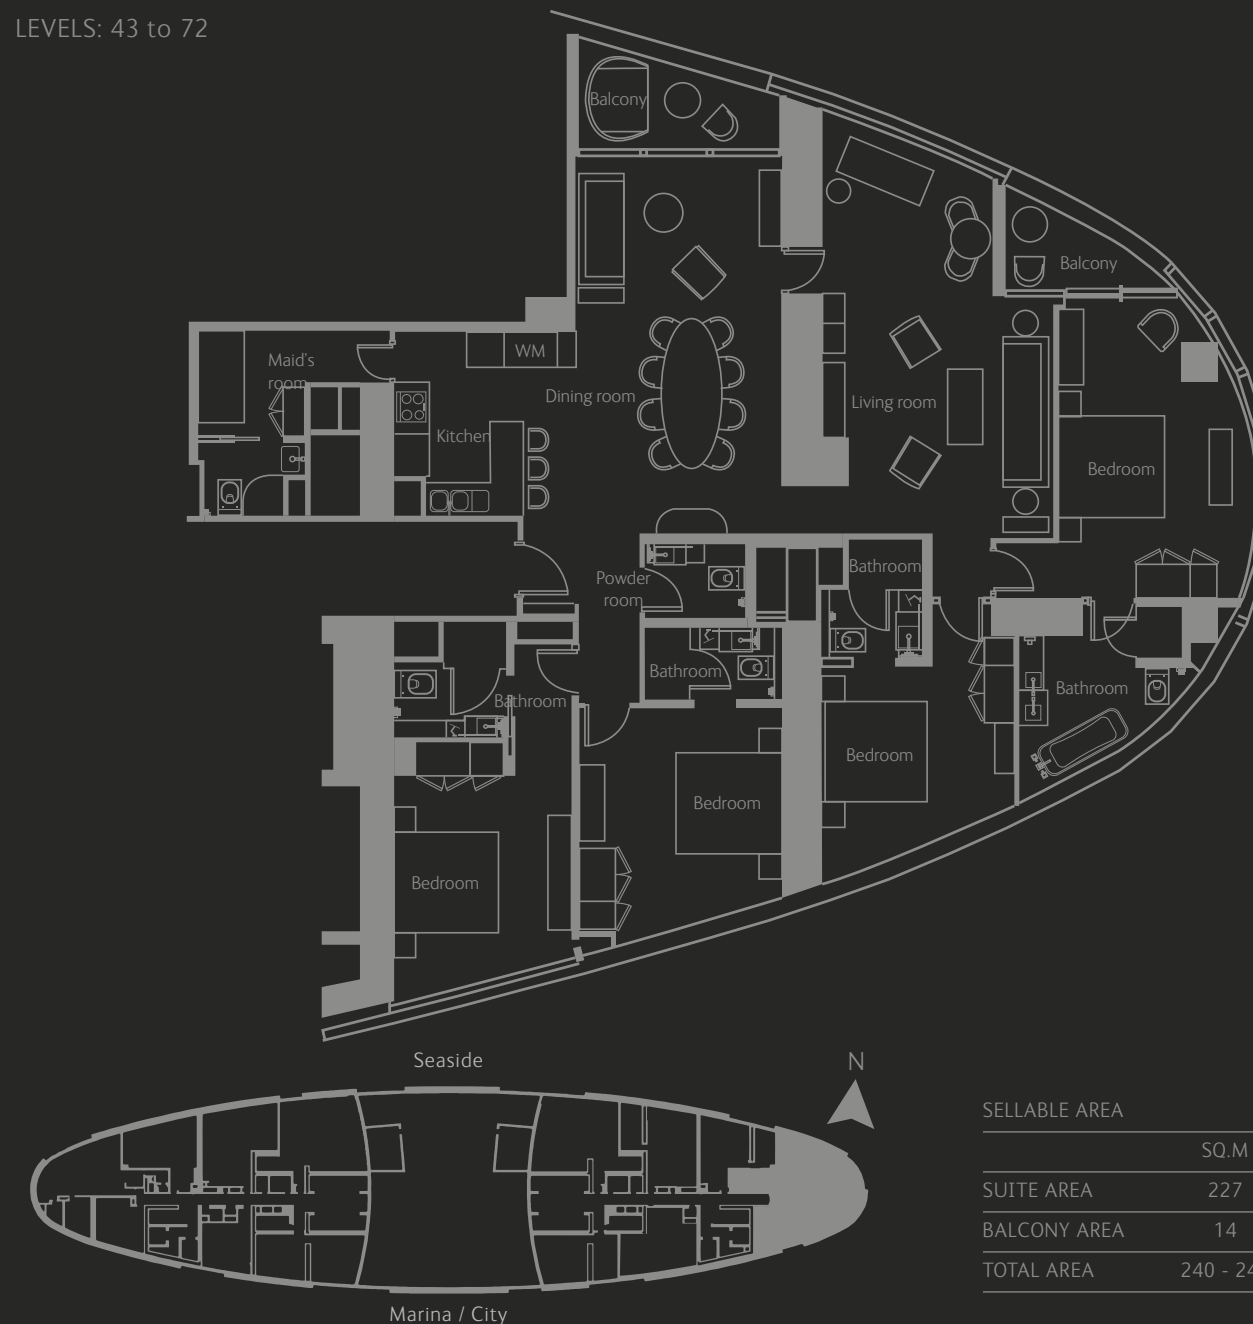 LEVELS: 43 to 72
Balcony
Balcony
WM
Maid's
room
Dining room
Living room
Kitchen
Bedroom
Bathroom
Powder
room
Bathroom
Bathroom
Bathroom
Bedroom
Bedroom
Bedroom
Seaside
N
SELLABLE AREA
SQ.M
SUITE AREA 227
BALCONY AREA 14
TOTAL AREA 240 - 24
Marina / City